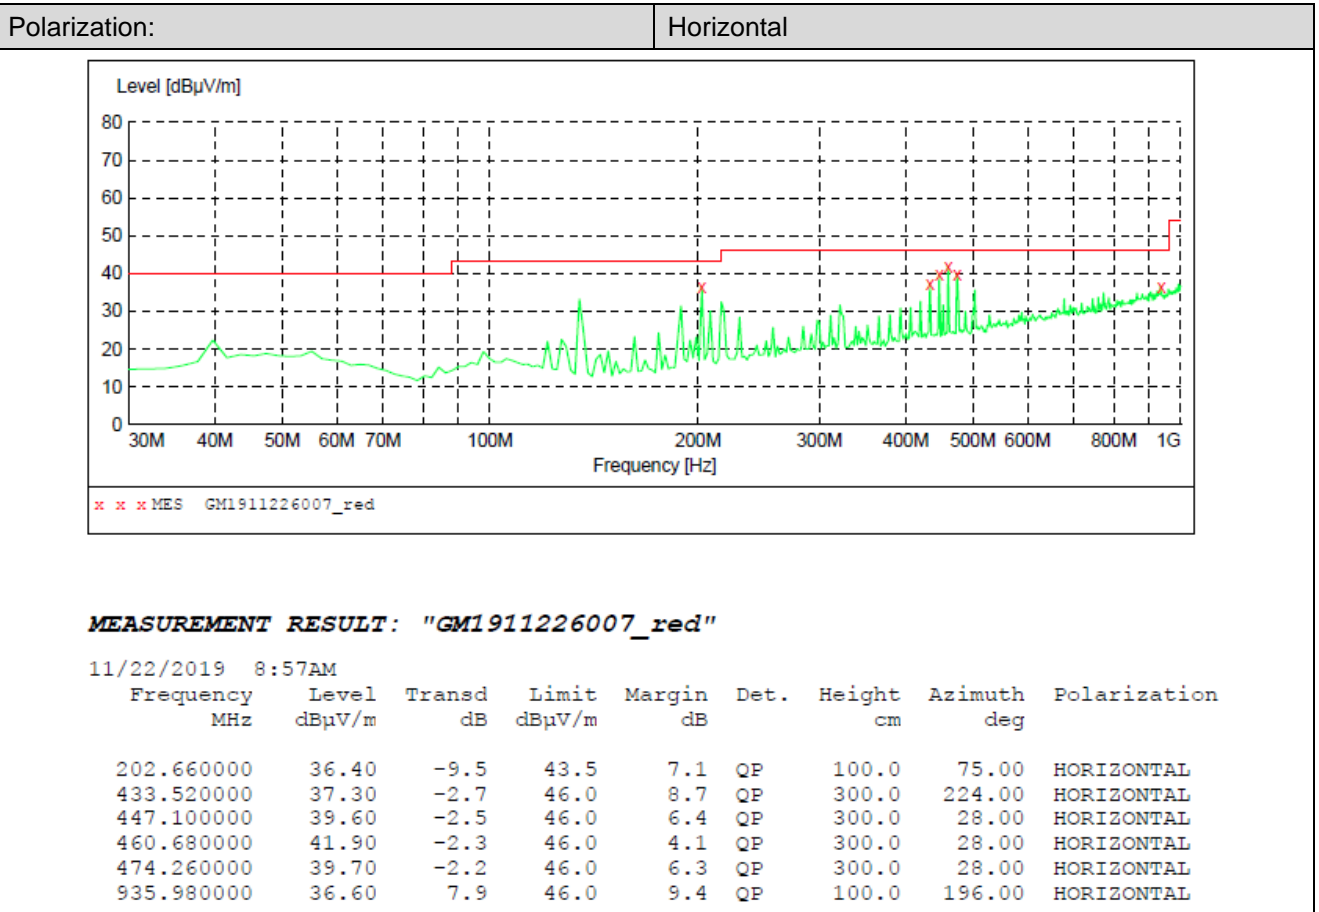 Polarization: Horizontal
Level [dBµV/m]
80
70
60
50
40
30
20
10
0
30M 40M 50M 60M 70M 100M 200M 300M 400M 500M 600M 800M 1G
Frequency [Hz]
x x x MES GM1911226007_red
MEASUREMENT RESULT: "GM1911226007_red"
11/22/2019 8:57AM
Frequency Level Transd Limit Margin Det. Height Azimuth Polarization
MHz dBµV/m dB dBµV/m dB cm deg
202.660000 36.40 -9.5 43.5 7.1 QP 100.0 75.00 HORIZONTAL
433.520000 37.30 -2.7 46.0 8.7 QP 300.0 224.00 HORIZONTAL
447.100000 39.60 -2.5 46.0 6.4 QP 300.0 28.00 HORIZONTAL
460.680000 41.90 -2.3 46.0 4.1 QP 300.0 28.00 HORIZONTAL
474.260000 39.70 -2.2 46.0 6.3 QP 300.0 28.00 HORIZONTAL
935.980000 36.60 7.9 46.0 9.4 QP 100.0 196.00 HORIZONTAL